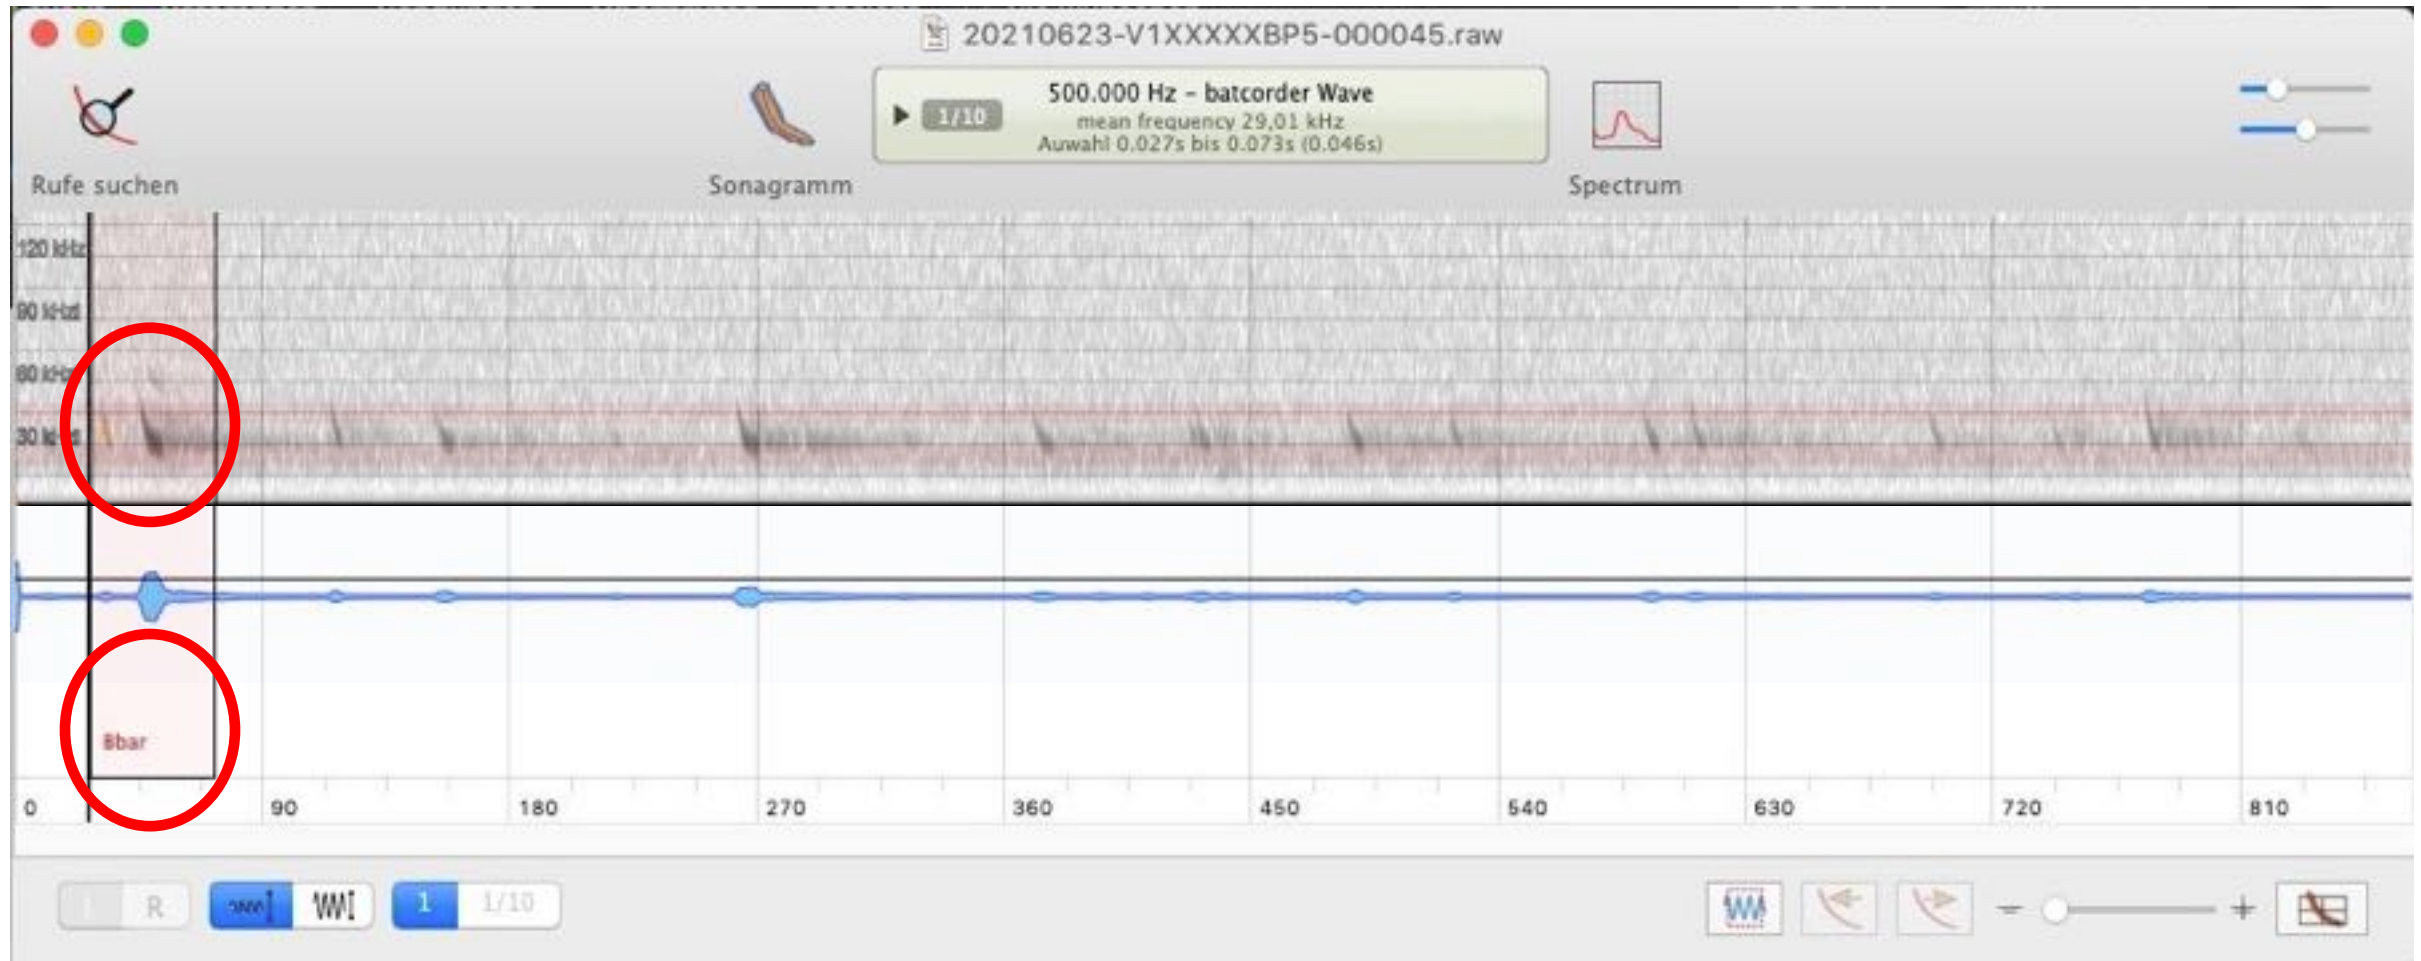 20210623-V1XXXXXBP5-000045.raw
500.000 Hz – batcorder Wave
1/10
mean frequency 29,01 kHz
Auwahl 0.027s bis 0.073s (0.046s)
Rufe suchen
Sonagramm
Spectrum
120 kHz
90 kHz
60 kHz
30 kHz
Bbar
0 90 180 270 360 450 540 630 720 810
R 1 1/10